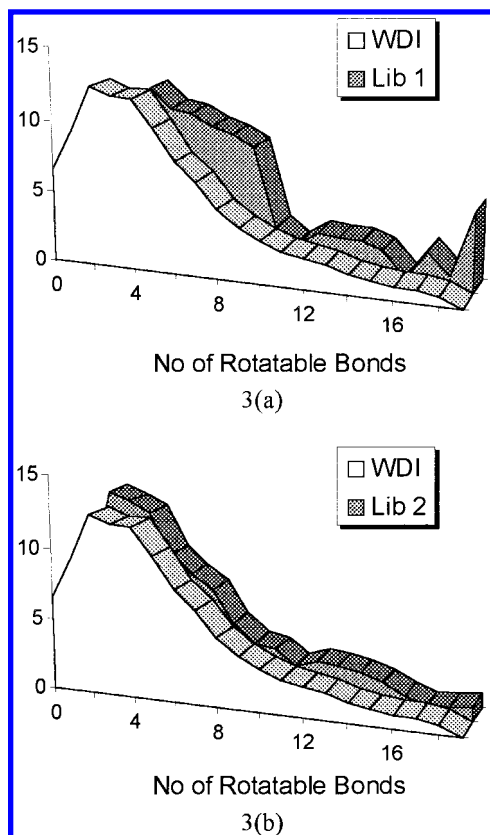 15
10
5
0
WDI
Lib 1
0 4 8 12 16
No of Rotatable Bonds
3(a)
15
10
5
0
WDI
Lib 2
0 4 8 12 16
No of Rotatable Bonds
3(b)